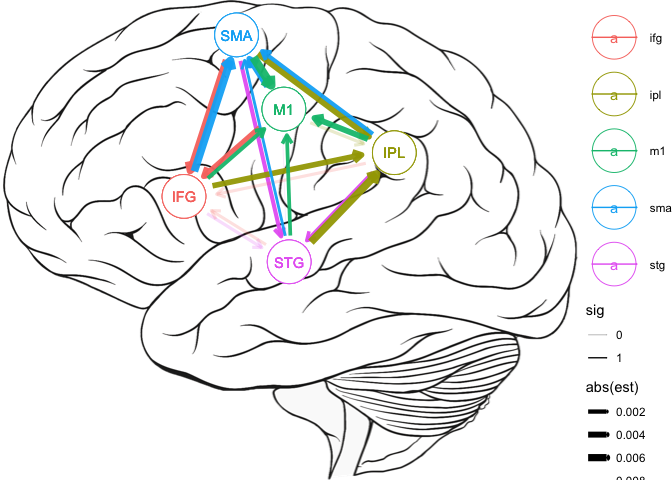 SMA
M1
IPL
IFG
STG
a ifg
a ipl
a m1
a sma
a stg
sig
0
1
abs(est)
0.002
0.004
0.006